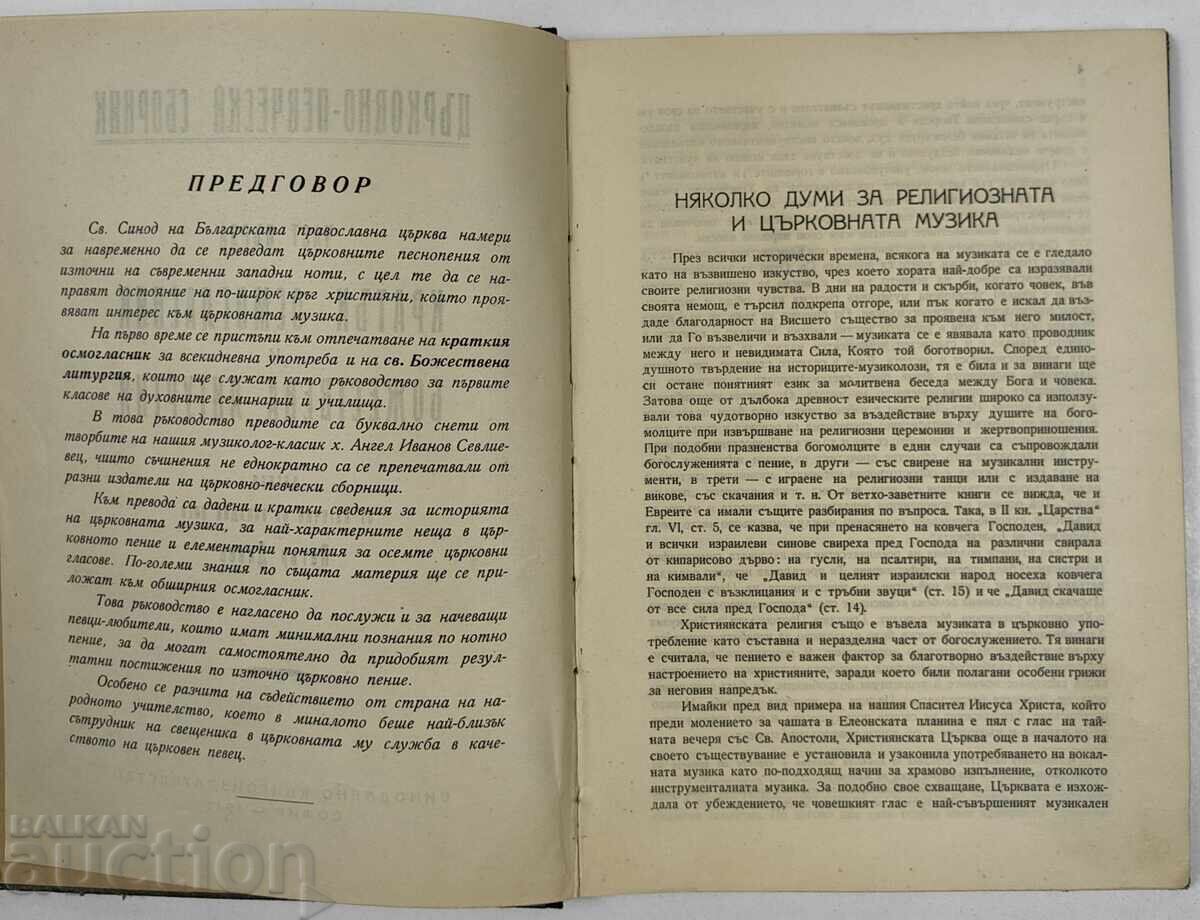 ПРЕДГОВОР
Св. Синод на Българската православна църква намери
за навременно да се преведат църковните песнопения от
източни на съвременни западни ноти, с цел те да се на-
правят достояние на по-широк кръг християни, които проя-
вяват интерес към църковната музика.
На първо време се пристъпи към отпечатване на краткия
осмогласник за всекидневна употреба и на св. Божествена
литургия, които ще служат като ръководство за първите
класове на духовните семинарии и училища.
В това ръководство преводите са буквално снети от
творбите на нашия музиколог-класик х. Ангел Иванов Севлие-
вец, чиито съчинения не еднократно са се препечатвали от
разни издатели на църковно-певчески сборници.
Към превода са дадени и кратки сведения за историята
на църковната музика, за най-характерните неща в цър-
ковното пение и елементарни понятия за осемте църковни
гласове. По-големи знания по същата материя ще се при-
ложат към обширния осмогласник.
Това ръководство е нагласено да послужи и за начеващи
певци-любители, които имат минимални познания по нотно
пение, за да могат самостоятелно да придобият резул-
татни постижения по източно църковно пение.
Особено се разчита на съдействието от страна на на-
родното учителство, което в миналото беше най-близък
сътрудник на свещеника в църковната му служба в каче-
ството на църковен певец.
НЯКОЛКО ДУМИ ЗА РЕЛИГИОЗНАТА
И ЦЪРКОВНАТА МУЗИКА
През всички исторически времена, всякога на музиката се е гледало
като на възвишено изкуство, чрез което хората най-добре са изразявали
своите религиозни чувства. В дни на радости и скърби, когато човек, във
своята немощ, е търсил подкрепа отгоре, или пък когато е искал да въз-
даде благодарност на Висшето същество за проявена към него милост,
или да Го възвеличи и възхвали — музиката се е явявала като проводник
между него и невидимата Сила, Която той боготворил. Според едино-
душното твърдение на историците-музиколози, тя е била и за винаги ще
си остане понятният език за молитвена беседа между Бога и човека.
Затова още от дълбока древност езическите религии широко са използу-
вали това чудотворно изкуство за въздействие върху душите на бого-
молците при извършване на религиозни церемонии и жертвоприношения.
При подобни празненства богомолците в едни случаи са съпровождали
богослуженията с пение, в други — със свирене на музикални инструме-
нти, в трети — с играене на религиозни танци или с издаване на
викове, със скачания и т. н. От ветхо-заветните книги се вижда, че и
Евреите са имали същите разбирания по въпроса. Така, в II кн. „Царства“
гл. VI, ст. 5, се казва, че при пренасянето на ковчега Господен, „Давид
и всички израилеви синове свиреха пред Господа на различни свирала
от кипарисово дърво: на гусли, на псалтири, на тимпани, на систри и
на кимвали“, че „Давид и целият израилски народ носеха ковчега
Господен с възклицания и с тръбни звуци“ (ст. 15) и че „Давид скачаше
от все сила пред Господа“ (ст. 14).
Християнската религия също е въвела музиката в църковно упо-
требление като съставна и неразделна част от богослужението. Тя винаги
е считала, че пението е важен фактор за благотворно въздействие върху
настроението на християните, заради което били полагани особени грижи
за неговия напредък.
Имайки пред вид примера на нашия Спасител Иисуса Христа, който
преди молението за чашата в Елеонската планина е пял с глас на тай-
ната вечеря със Св. Апостоли, Християнската Църква още в началото на
своето съществуване е установила и узаконила употребяването на вокал-
ната музика като по-подходящ начин за храмово изпълнение, отколкото
инструменталната музика. За подобно свое схващане, Църквата е изхож-
дала от убеждението, че човешкият глас е най-съвършеният музикален
BALKAN
auction